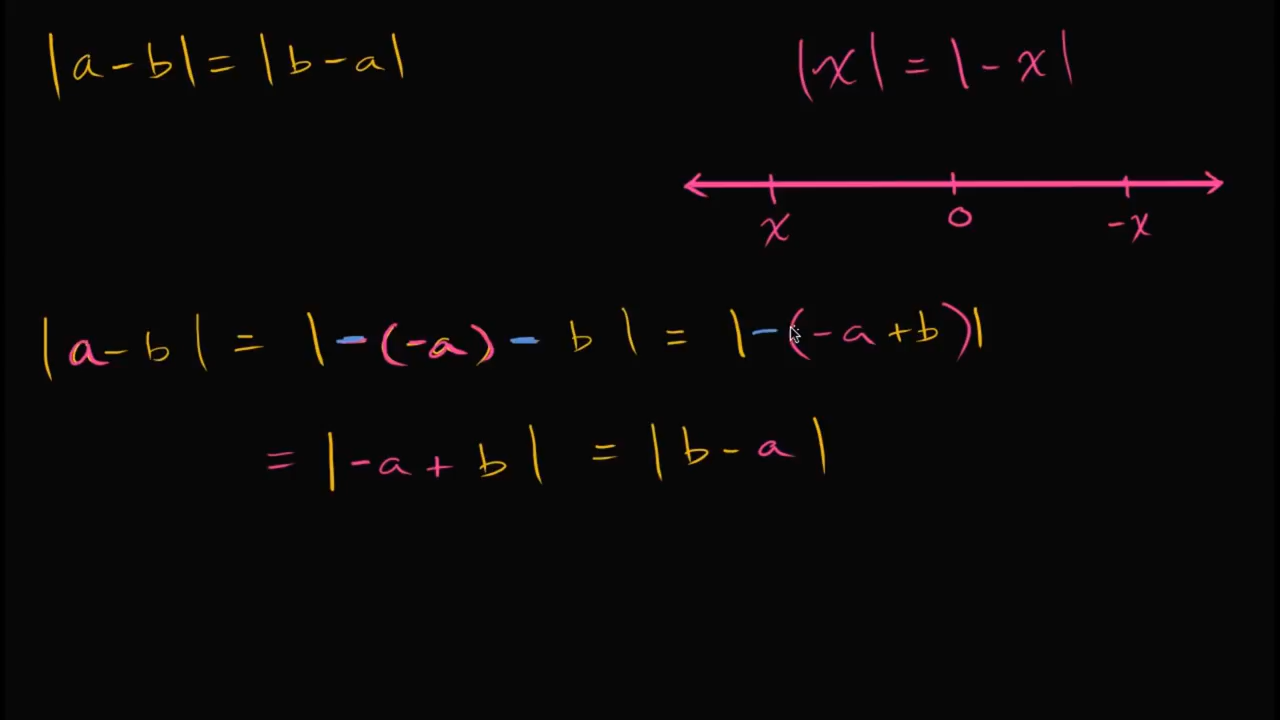 |a-b| = |b-a|
|x| = |-x|
x 0 -x
|a-b| = |-(-a) - b| = |-(-a+b)|
= |-a+b| = |b-a|